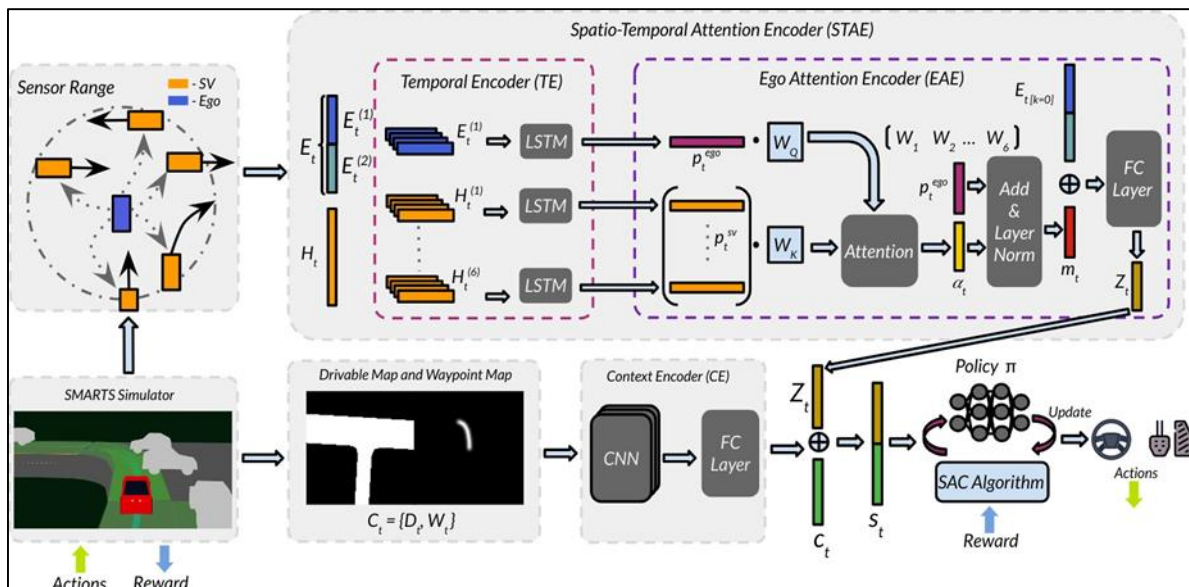 Spatio-Temporal Attention Encoder (STAE)
Sensor Range
- SV
- Ego
Temporal Encoder (TE)
Ego Attention Encoder (EAE)
E_t
E_t^(1)
E_t^(2)
H_t
E_t^(1)
LSTM
H_t^(1)
LSTM
H_t^(6)
LSTM
p_t^ego
W_Q
p_t^sv
W_K
Attention
W_1 W_2 ... W_6
p_t^ego
α_t
Add
&
Layer
Norm
E_t[k=0]
m_t
FC
Layer
Z_t
SMARTS Simulator
Actions
Reward
Drivable Map and Waypoint Map
C_t = {D_t, W_t}
Context Encoder (CE)
CNN
FC
Layer
Z_t
C_t
S_t
Policy π
Update
SAC Algorithm
Reward
Actions